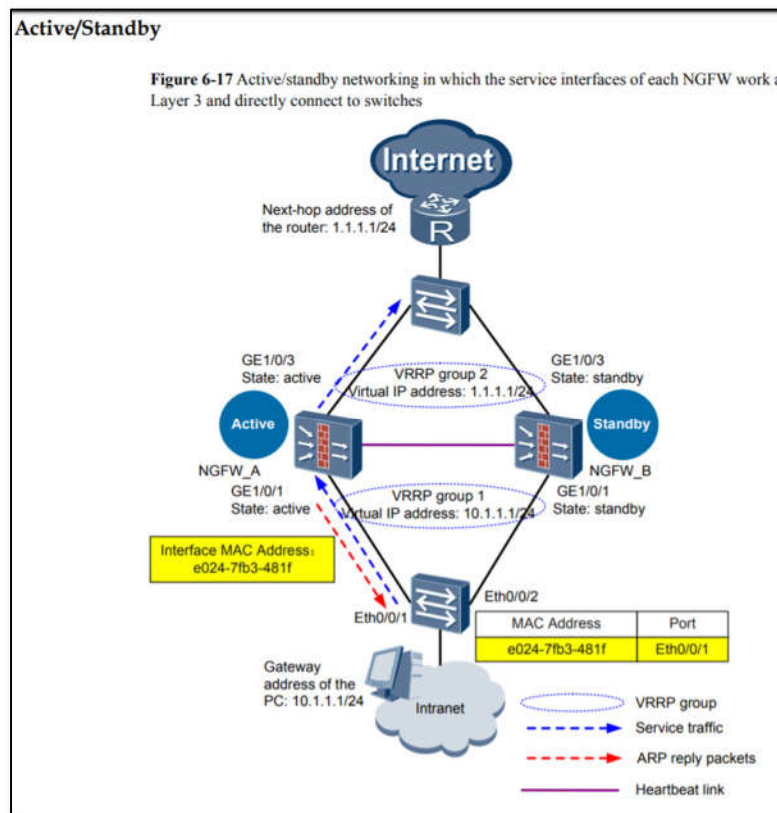 Active/Standby
Figure 6-17 Active/standby networking in which the service interfaces of each NGFW work a
Layer 3 and directly connect to switches
Internet
Next-hop address of
the router: 1.1.1.1/24
R
GE1/0/3
State: active
VRRP group 2
Virtual IP address: 1.1.1.1/24
GE1/0/3
State: standby
Active
Standby
NGFW_A
NGFW_B
GE1/0/1
State: active
VRRP group 1
Virtual IP address: 10.1.1.1/24
GE1/0/1
State: standby
Interface MAC Address:
e024-7fb3-481f
Eth0/0/1
Eth0/0/2
MAC Address Port
e024-7fb3-481f Eth0/0/1
Gateway
address of the
PC: 10.1.1.1/24
Intranet
VRRP group
Service traffic
ARP reply packets
Heartbeat link